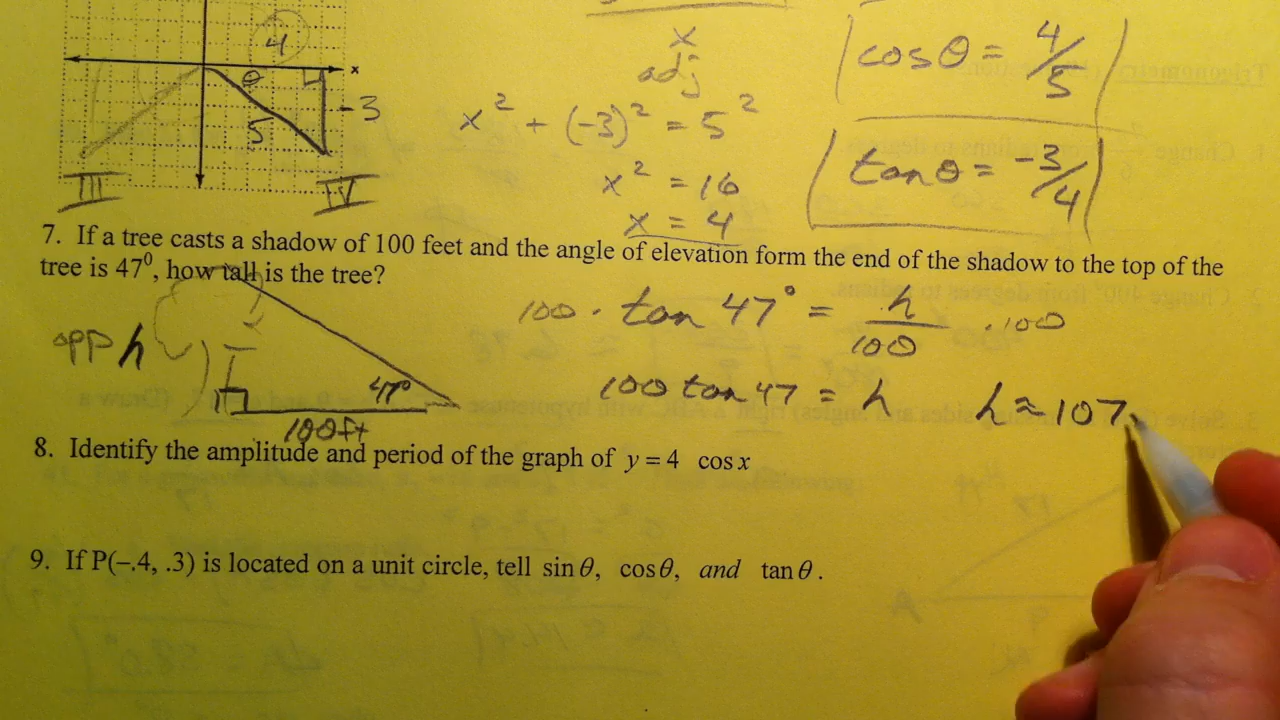 4
x
θ
-3
5
III
IV
x
adj
x² + (-3)² = 5²
x² = 16
x = 4
cosθ = 4/5
tanθ = -3/4
7. If a tree casts a shadow of 100 feet and the angle of elevation form the end of the shadow to the top of the
tree is 47⁰, how tall is the tree?
opp h
47°
100ft
100 · tan 47° = h/100 · 100
100 tan 47 = h
h ≈ 107.
8. Identify the amplitude and period of the graph of y = 4 cos x
9. If P(–.4, .3) is located on a unit circle, tell sin θ, cos θ, and tan θ.